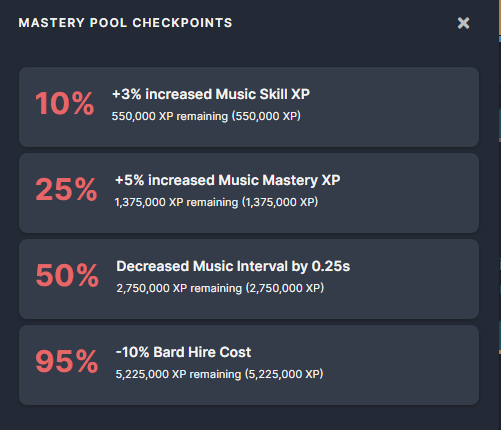 MASTERY POOL CHECKPOINTS
10%
+3% increased Music Skill XP
550,000 XP remaining (550,000 XP)
25%
+5% increased Music Mastery XP
1,375,000 XP remaining (1,375,000 XP)
50%
Decreased Music Interval by 0.25s
2,750,000 XP remaining (2,750,000 XP)
95%
-10% Bard Hire Cost
5,225,000 XP remaining (5,225,000 XP)